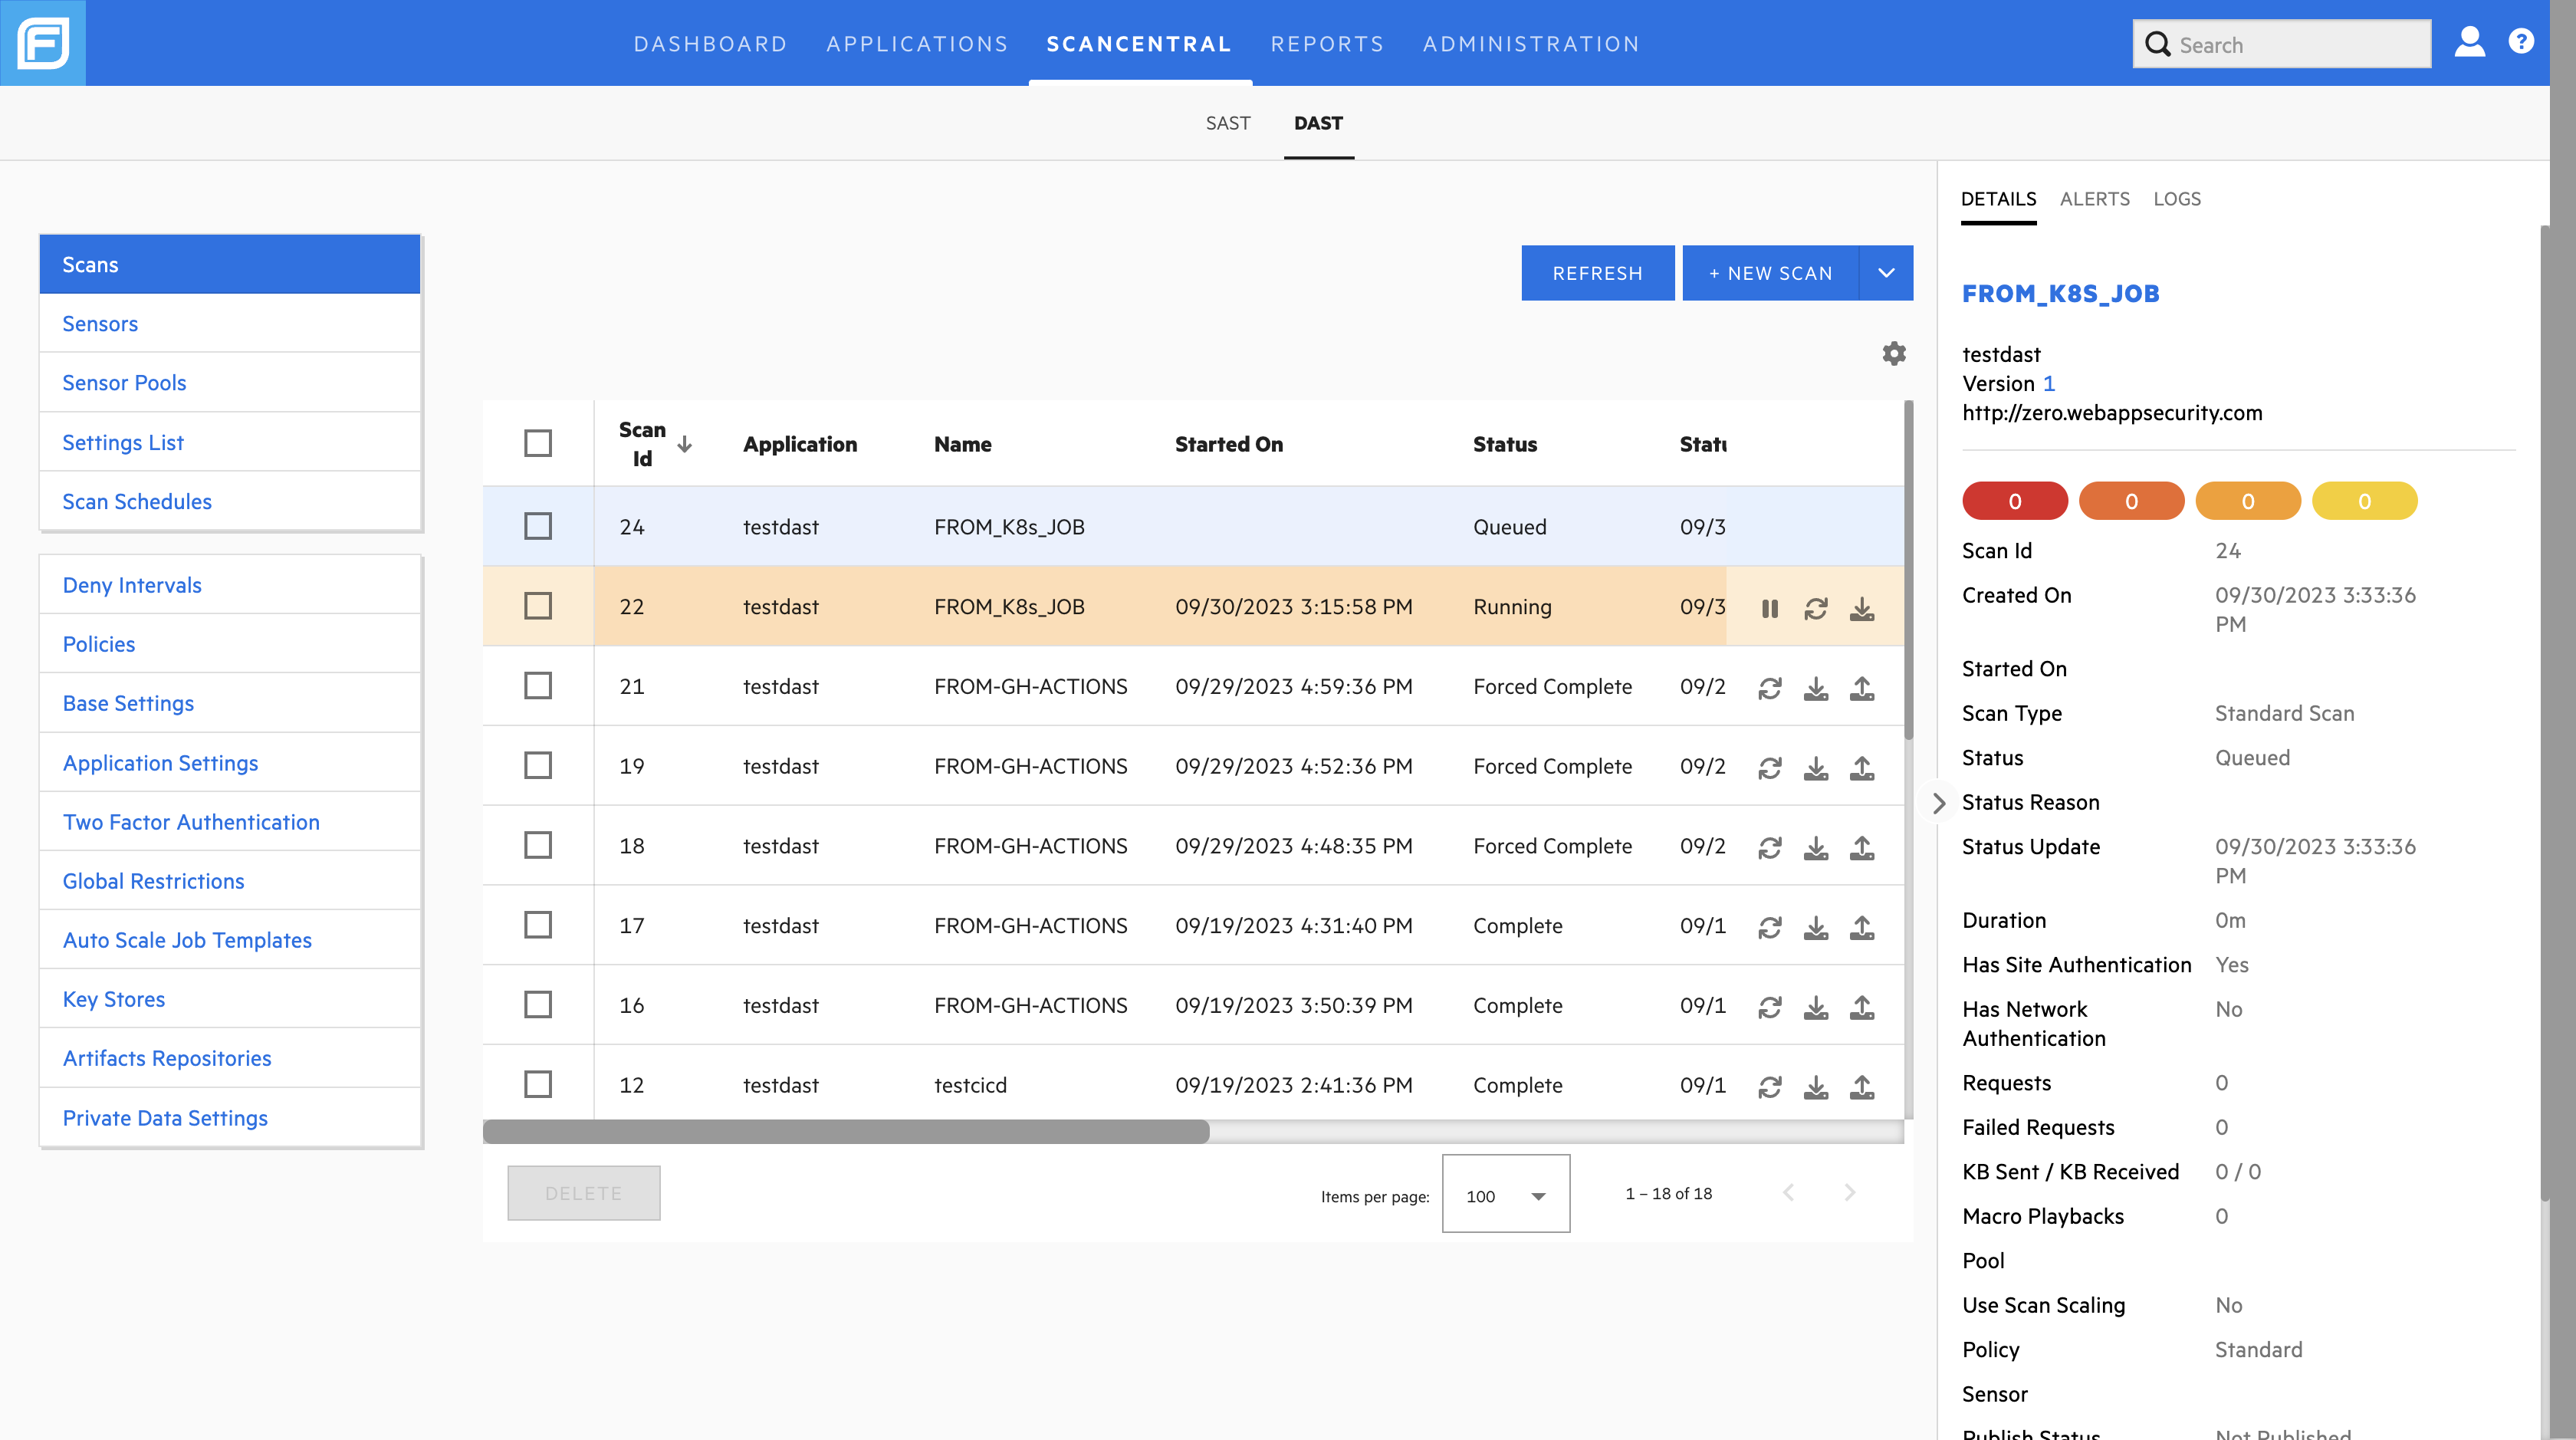 DASHBOARD APPLICATIONS SCANCENTRAL REPORTS ADMINISTRATION
Search
?
SAST DAST
Scans
Sensors
Sensor Pools
Settings List
Scan Schedules
Deny Intervals
Policies
Base Settings
Application Settings
Two Factor Authentication
Global Restrictions
Auto Scale Job Templates
Key Stores
Artifacts Repositories
Private Data Settings
REFRESH + NEW SCAN
Scan Id Application Name Started On Status Statu
24 testdast FROM_K8s_JOB Queued 09/3
22 testdast FROM_K8s_JOB 09/30/2023 3:15:58 PM Running 09/3
21 testdast FROM-GH-ACTIONS 09/29/2023 4:59:36 PM Forced Complete 09/2
19 testdast FROM-GH-ACTIONS 09/29/2023 4:52:36 PM Forced Complete 09/2
18 testdast FROM-GH-ACTIONS 09/29/2023 4:48:35 PM Forced Complete 09/2
17 testdast FROM-GH-ACTIONS 09/19/2023 4:31:40 PM Complete 09/1
16 testdast FROM-GH-ACTIONS 09/19/2023 3:50:39 PM Complete 09/1
12 testdast testcicd 09/19/2023 2:41:36 PM Complete 09/1
DELETE
Items per page: 100 1 – 18 of 18
DETAILS ALERTS LOGS
FROM_K8S_JOB
testdast
Version 1
http://zero.webappsecurity.com
0 0 0 0
Scan Id 24
Created On 09/30/2023 3:33:36
PM
Started On
Scan Type Standard Scan
Status Queued
Status Reason
Status Update 09/30/2023 3:33:36
PM
Duration 0m
Has Site Authentication Yes
Has Network No
Authentication
Requests 0
Failed Requests 0
KB Sent / KB Received 0 / 0
Macro Playbacks 0
Pool
Use Scan Scaling No
Policy Standard
Sensor
Publish Status Not Published